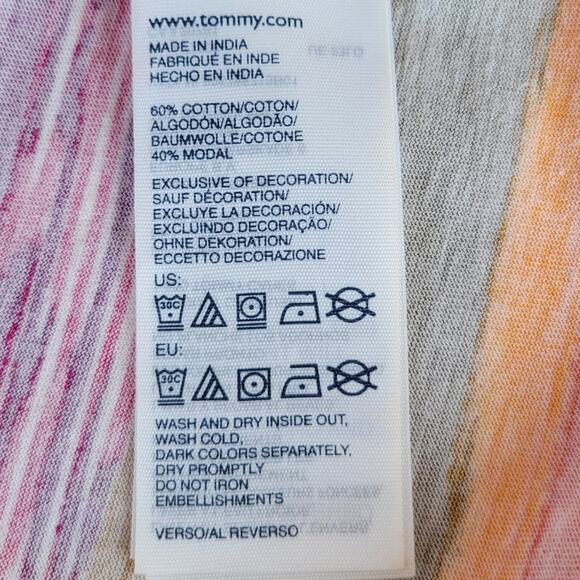 www.tommy.com
MADE IN INDIA
FABRIQUÉ EN INDE
HECHO EN INDIA
60% COTTON/COTON/
ALGODÓN/ALGODÃO/
BAUMWOLLE/COTONE
40% MODAL
EXCLUSIVE OF DECORATION/
SAUF DÉCORATION/
EXCLUYE LA DECORACIÓN/
EXCLUINDO DECORAÇÃO/
OHNE DEKORATION/
ECCETTO DECORAZIONE
US:
30C
EU:
30C
WASH AND DRY INSIDE OUT,
WASH COLD,
DARK COLORS SEPARATELY,
DRY PROMPTLY
DO NOT IRON
EMBELLISHMENTS
VERSO/AL REVERSO